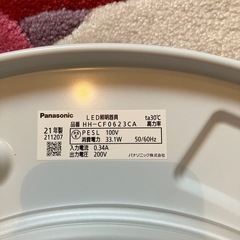 Panasonic
LED照明器具
ta30℃
21年製
品番 HH-CF0623CA
高力率
211207
PESL 100V
消費電力 33.1W 50/60Hz
入力電流 0.34A
出力電圧 200V
パナソニック株式会社